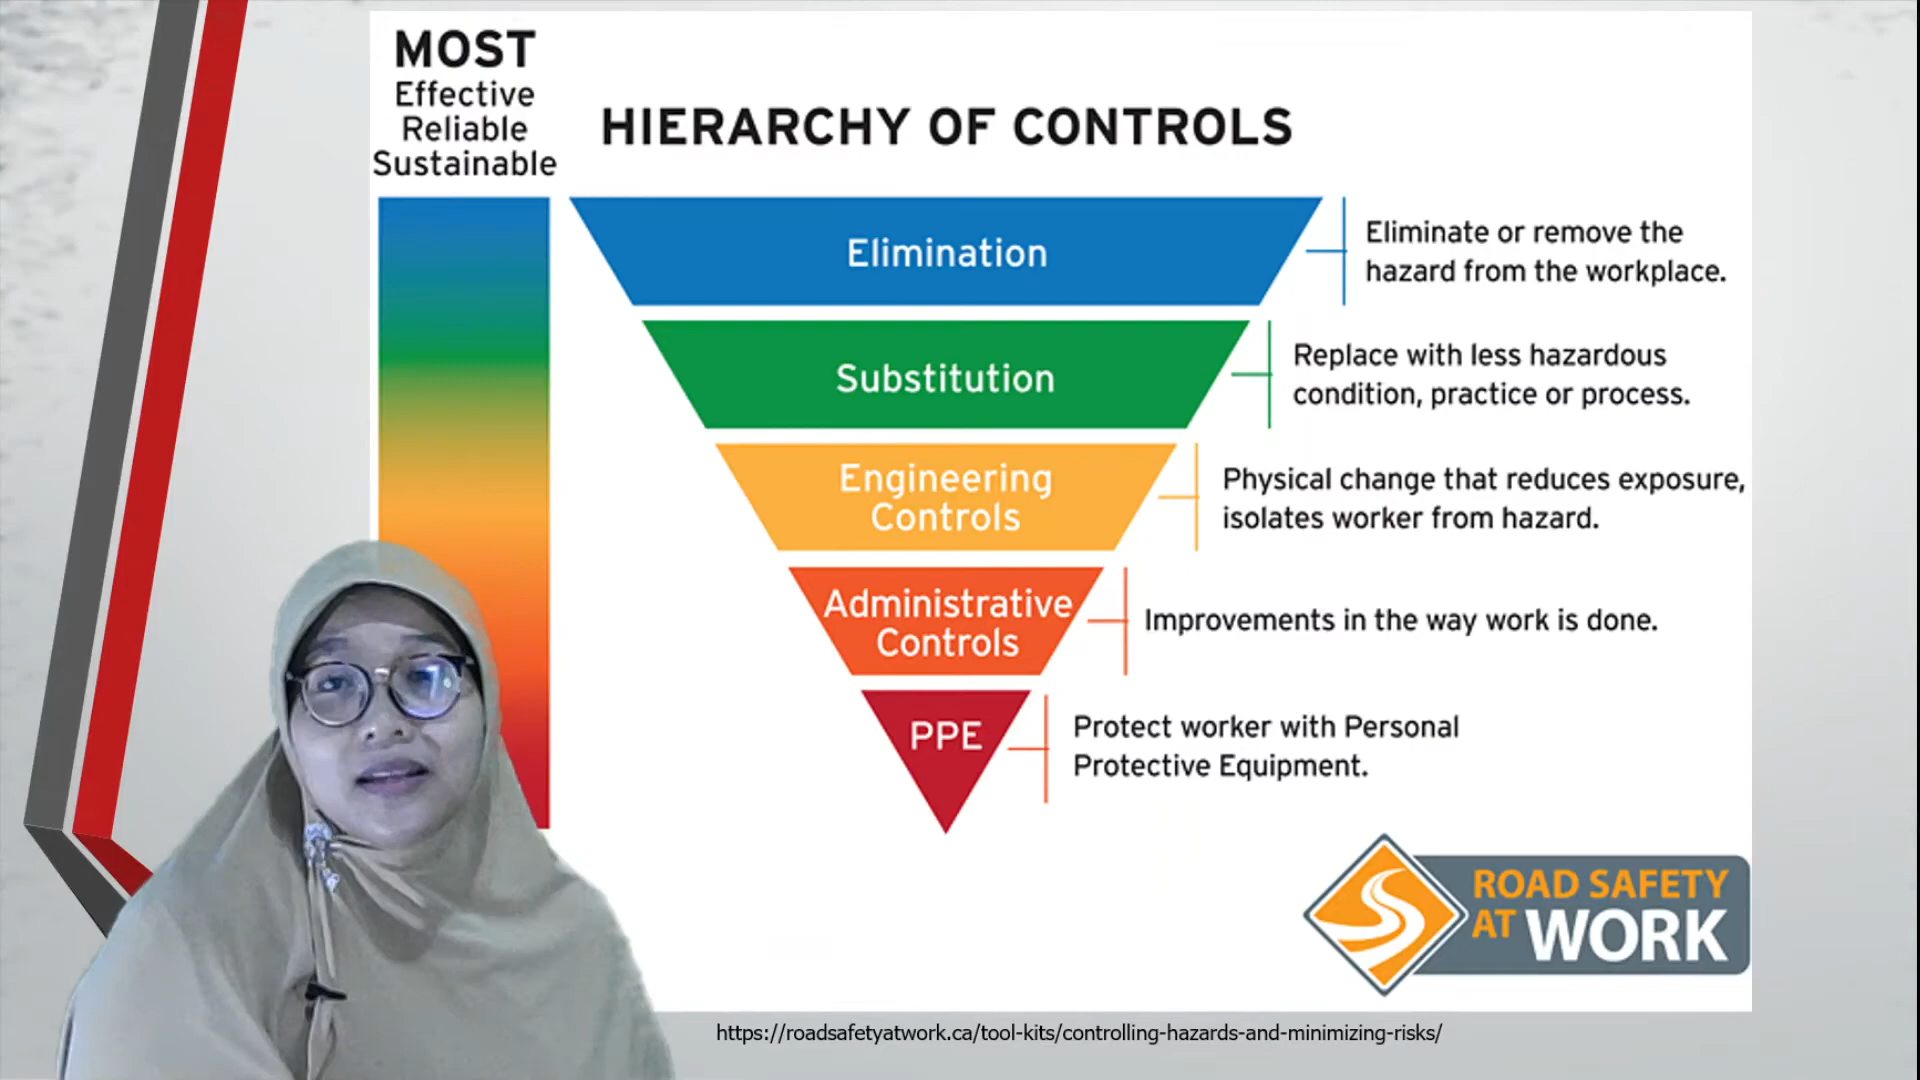 MOST
Effective
Reliable
Sustainable
HIERARCHY OF CONTROLS
Elimination
Eliminate or remove the
hazard from the workplace.
Substitution
Replace with less hazardous
condition, practice or process.
Engineering
Controls
Physical change that reduces exposure,
isolates worker from hazard.
Administrative
Controls
Improvements in the way work is done.
PPE
Protect worker with Personal
Protective Equipment.
ROAD SAFETY
AT WORK
https://roadsafetyatwork.ca/tool-kits/controlling-hazards-and-minimizing-risks/